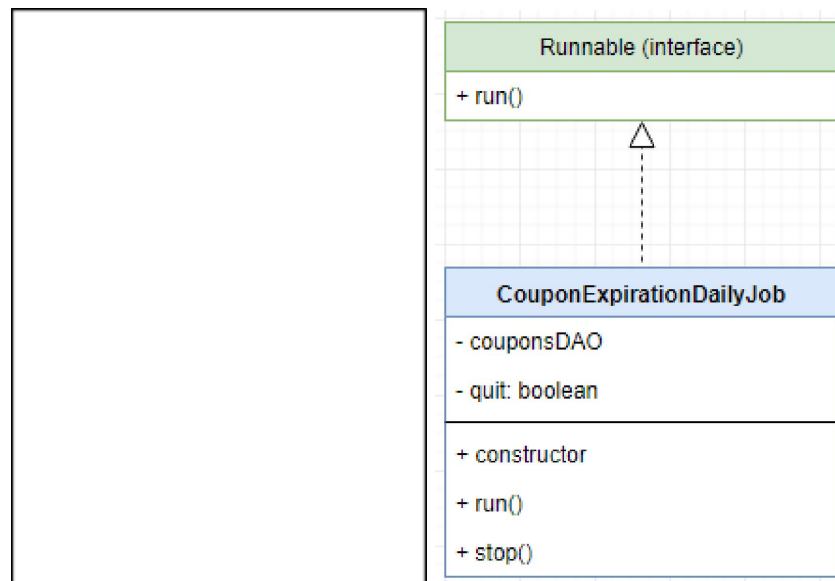 Runnable (interface)
+ run()
CouponExpirationDailyJob
- couponsDAO
- quit: boolean
+ constructor
+ run()
+ stop()